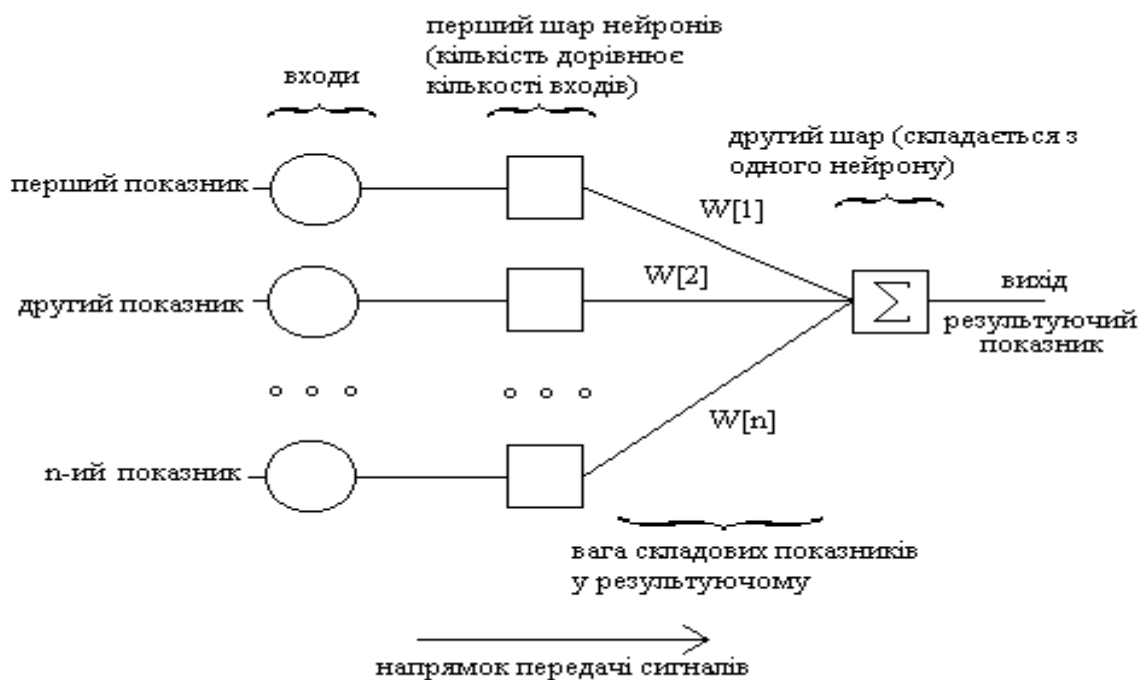 перший шар нейронів
(кількість дорівнює
кількості входів)
входи
другий шар (складається з
одного нейрону)
перший показник
W[1]
другий показник
W[2]
Σ
вихід
результуючий
показник
W[n]
n-ий показник
вага складових показників
у результуючому
напрямок передачі сигналів